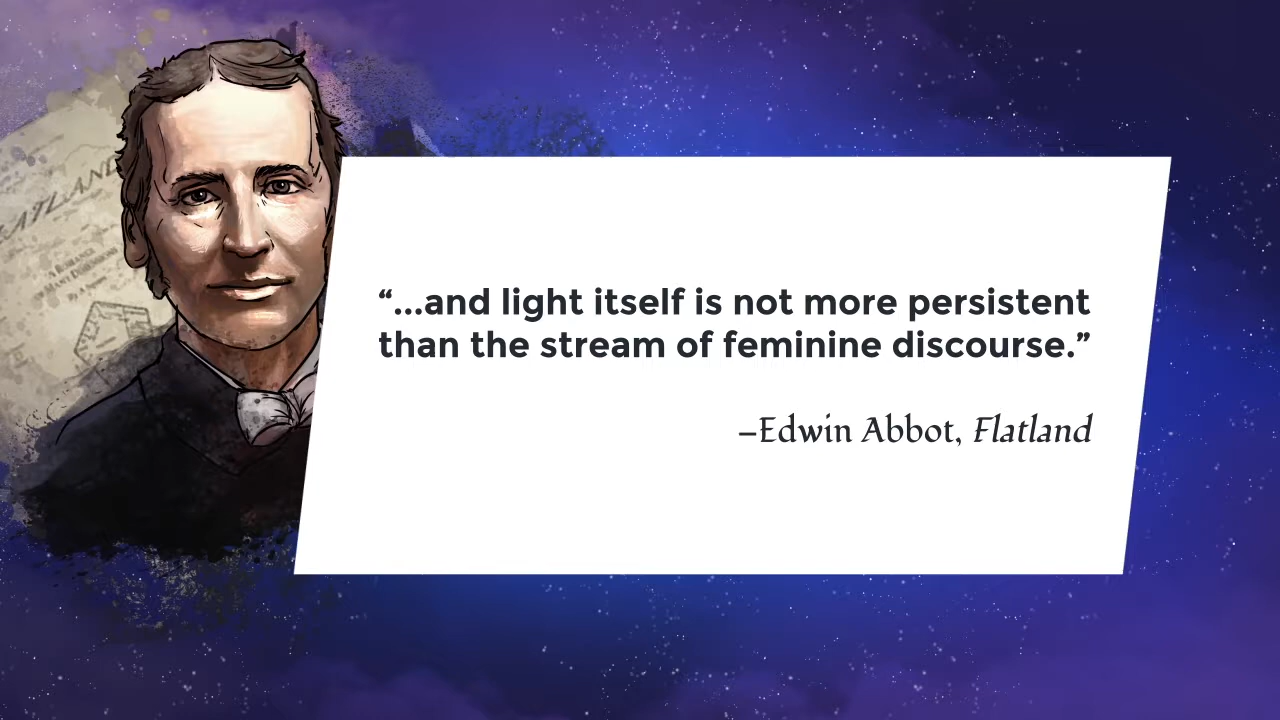 “...and light itself is not more persistent
than the stream of feminine discourse.”
–Edwin Abbot, Flatland